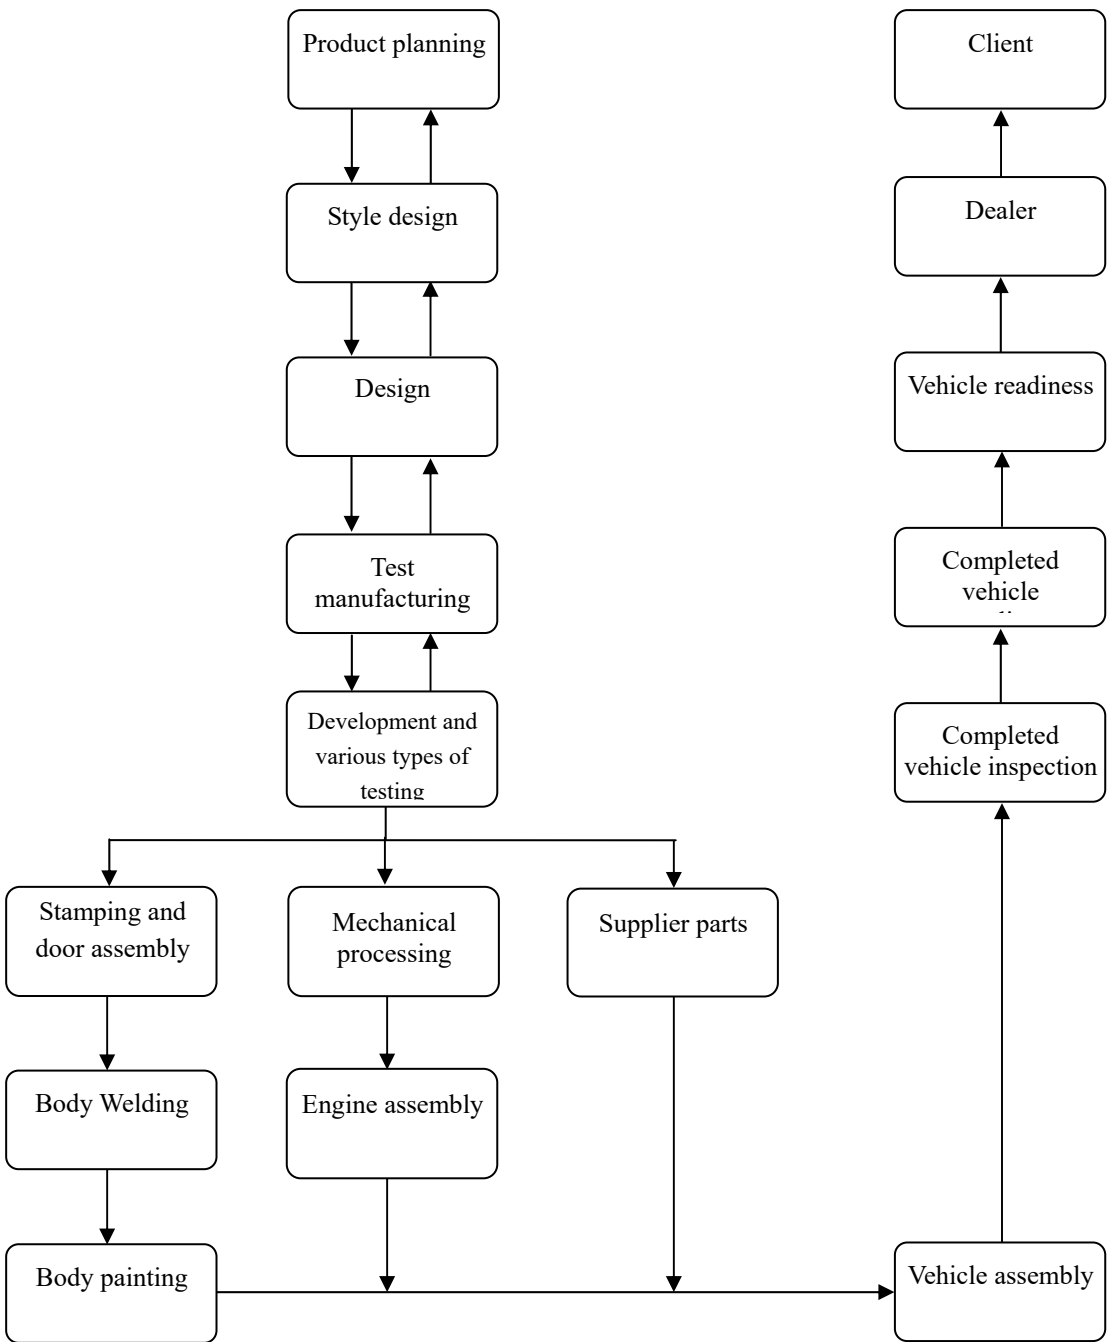 Product planning
Style design
Design
Test
manufacturing
Development and
various types of
testing
Stamping and
door assembly
Mechanical
processing
Supplier parts
Body Welding
Engine assembly
Body painting
Vehicle assembly
Completed
vehicle inspection
Completed
vehicle
Vehicle readiness
Dealer
Client